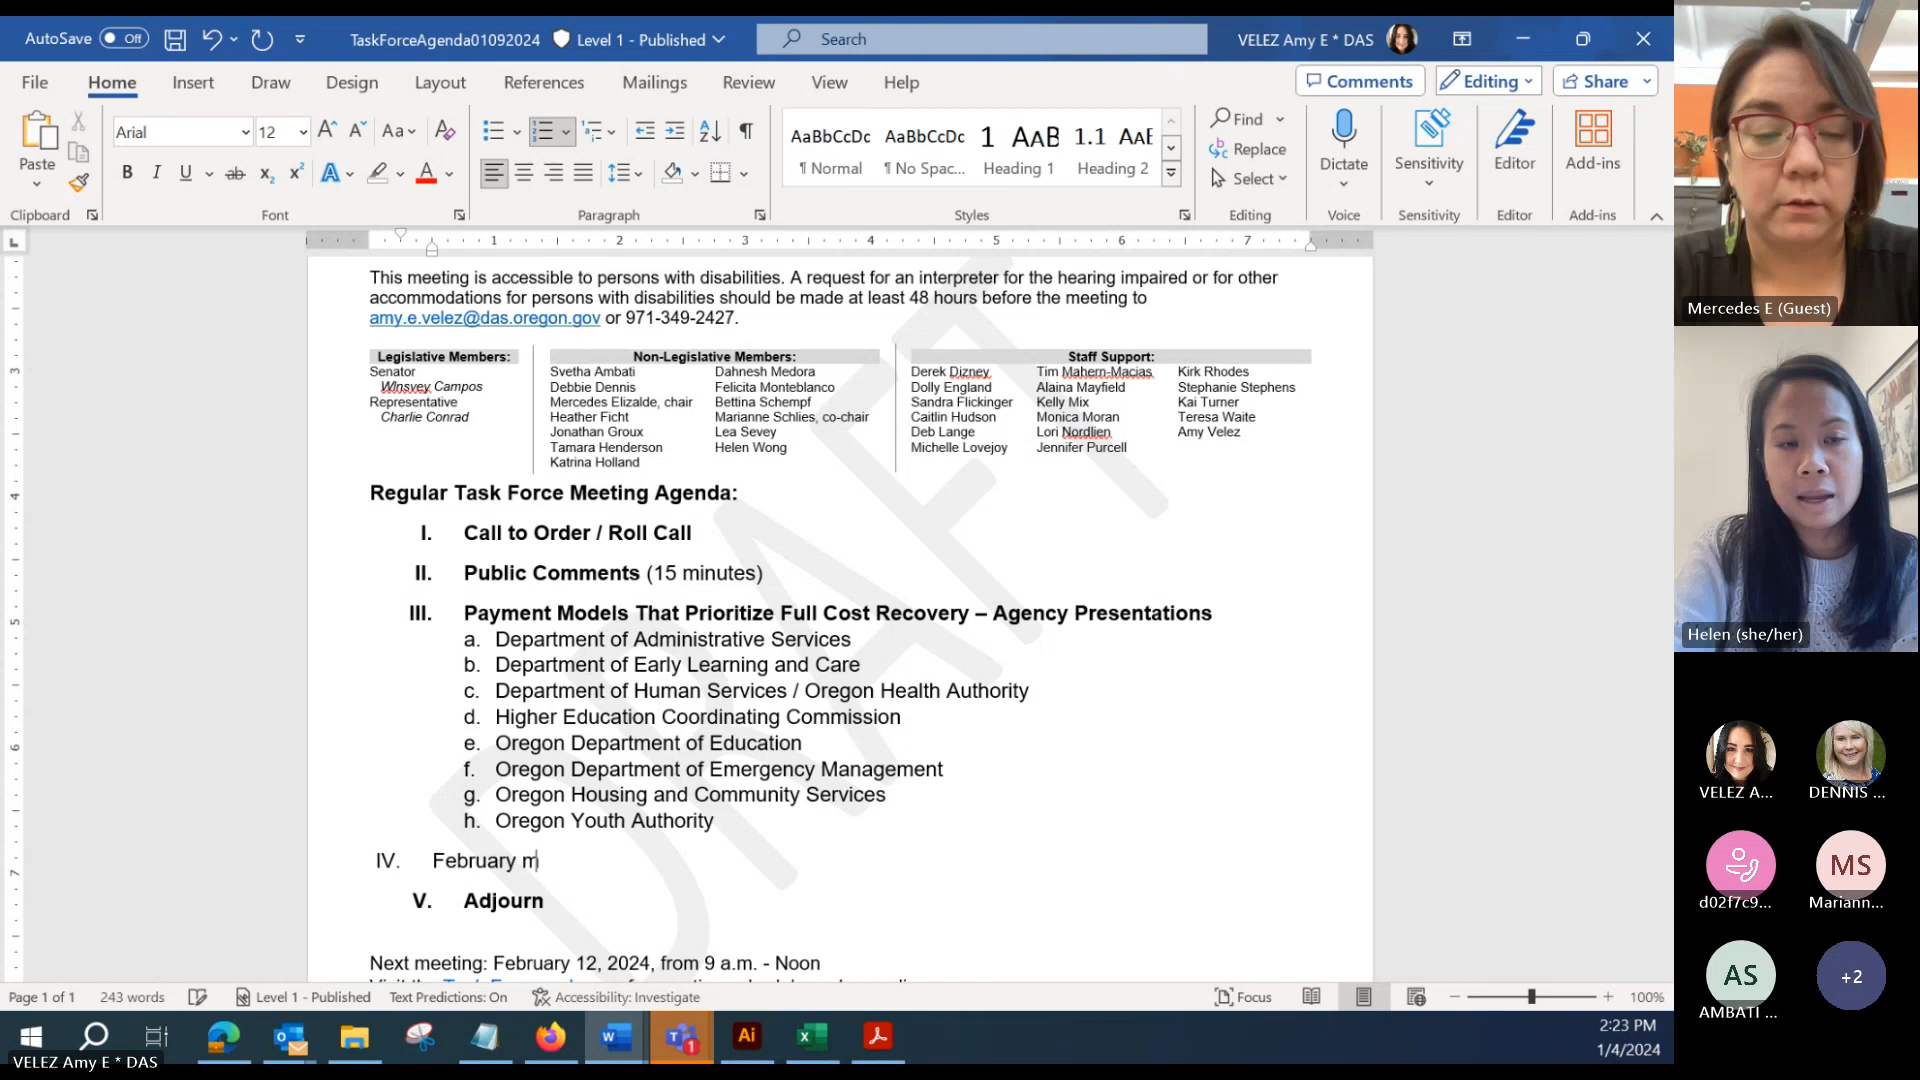 AutoSave Off TaskForceAgenda01092024 Level 1 - Published Search VELEZ Amy E * DAS
File Home Insert Draw Design Layout References Mailings Review View Help Comments Editing Share
Paste Arial 12 Aa AaBbCcDc AaBbCcDc 1 AaB 1.1 AaE Find Replace Select Dictate Sensitivity Editor Add-ins
¶ Normal ¶ No Spac... Heading 1 Heading 2
Clipboard Font Paragraph Styles Editing Voice Sensitivity Editor Add-ins
1 2 3 4 5 6 7
This meeting is accessible to persons with disabilities. A request for an interpreter for the hearing impaired or for other
accommodations for persons with disabilities should be made at least 48 hours before the meeting to
amy.e.velez@das.oregon.gov or 971-349-2427.
Legislative Members: Non-Legislative Members: Staff Support:
Senator Svetha Ambati Dahnesh Medora Derek Dizney Tim Mahern-Macias Kirk Rhodes
WInsvey Campos Debbie Dennis Felicita Monteblanco Dolly England Alaina Mayfield Stephanie Stephens
Representative Mercedes Elizalde, chair Bettina Schempf Sandra Flickinger Kelly Mix Kai Turner
Charlie Conrad Heather Ficht Marianne Schlies, co-chair Caitlin Hudson Monica Moran Teresa Waite
Jonathan Groux Lea Sevey Deb Lange Lori Nordlien Amy Velez
Tamara Henderson Helen Wong Michelle Lovejoy Jennifer Purcell
Katrina Holland
Regular Task Force Meeting Agenda:
I. Call to Order / Roll Call
II. Public Comments (15 minutes)
III. Payment Models That Prioritize Full Cost Recovery – Agency Presentations
a. Department of Administrative Services
b. Department of Early Learning and Care
c. Department of Human Services / Oregon Health Authority
d. Higher Education Coordinating Commission
e. Oregon Department of Education
f. Oregon Department of Emergency Management
g. Oregon Housing and Community Services
h. Oregon Youth Authority
IV. February m
V. Adjourn
Next meeting: February 12, 2024, from 9 a.m. - Noon
DRAFT
3
4
5
6
7
Page 1 of 1 243 words Level 1 - Published Text Predictions: On Accessibility: Investigate Focus 100%
2:23 PM
1/4/2024
VELEZ Amy E * DAS
Mercedes E (Guest)
Helen (she/her)
VELEZ A... DENNIS ...
MS
d02f7c9... Mariann...
AS +2
AMBATI ...